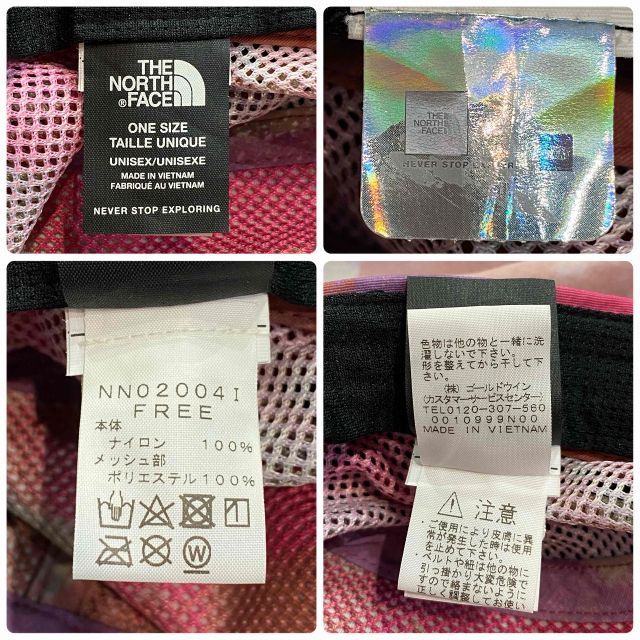 THE
NORTH
FACE
®
ONE SIZE
TAILLE UNIQUE
UNISEX/UNISEXE
MADE IN VIETNAM
FABRIQUÉ AU VIETNAM
NEVER STOP EXPLORING
THE
NORTH
FACE
NEVER STOP
NN02004I
FREE
本体
ナイロン 100%
メッシュ部
ポリエステル 100%
W
色物は他の物と一緒に洗
濯しないで下さい。
形を整えてから干して下
さい。
(株) ゴールドウイン
(カスタマーサービスセンター)
TEL0120-307-560
0010999N00
MADE IN VIETNAM
注意
・ご使用により皮膚に異
常が発生した時は使用
を止めて下さい。
・ベルトや紐は他の物に
引っ掛かり大変危険で
すので絡まないように
正しく調整してお使い